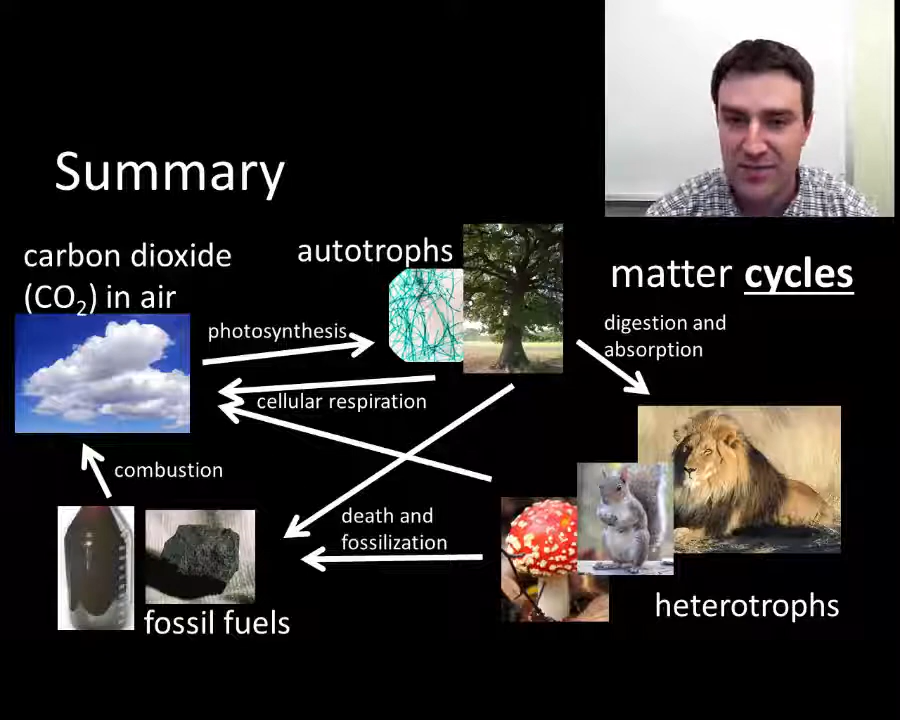 Summary
carbon dioxide
(CO₂) in air
autotrophs
matter cycles
photosynthesis
digestion and
absorption
cellular respiration
combustion
death and
fossilization
fossil fuels
heterotrophs